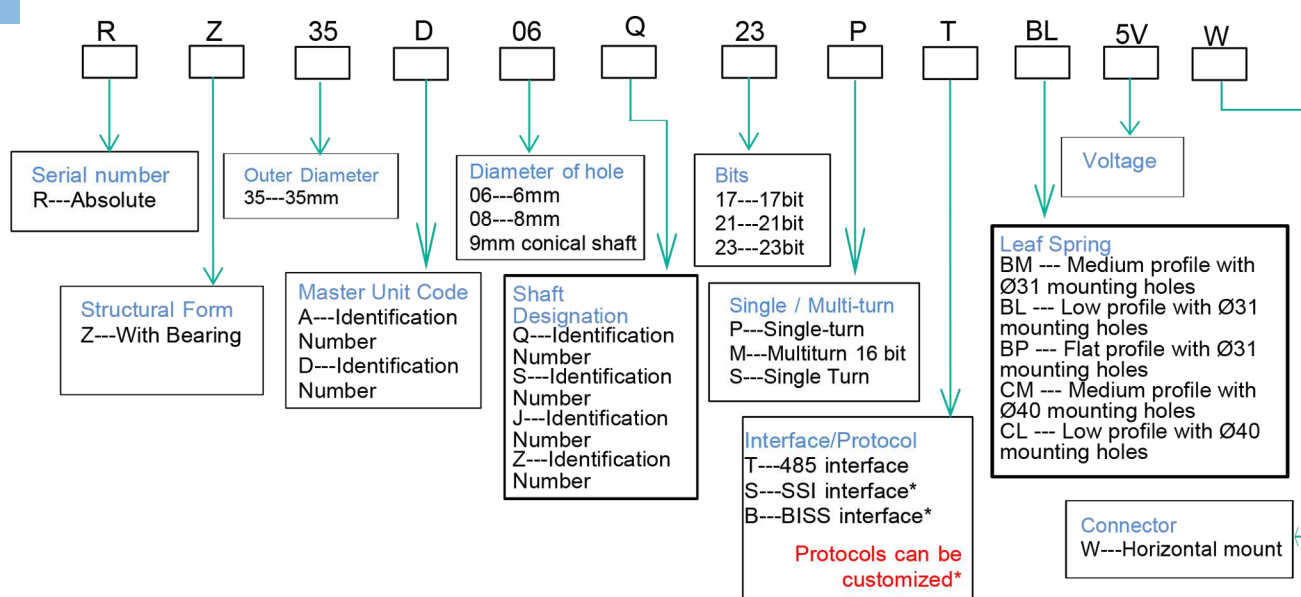 R Z 35 D 06 Q 23 P T BL 5V W
Serial number
R---Absolute
Outer Diameter
35---35mm
Diameter of hole
06---6mm
08---8mm
9mm conical shaft
Bits
17---17bit
21---21bit
23---23bit
Voltage
Structural Form
Z---With Bearing
Master Unit Code
A---Identification
Number
D---Identification
Number
Shaft
Designation
Q---Identification
Number
S---Identification
Number
J---Identification
Number
Z---Identification
Number
Single / Multi-turn
P---Single-turn
M---Multiturn 16 bit
S---Single Turn
Interface/Protocol
T---485 interface
S---SSI interface*
B---BISS interface*
Protocols can be
customized*
Leaf Spring
BM --- Medium profile with
Ø31 mounting holes
BL --- Low profile with Ø31
mounting holes
BP --- Flat profile with Ø31
mounting holes
CM --- Medium profile with
Ø40 mounting holes
CL --- Low profile with Ø40
mounting holes
Connector
W---Horizontal mount